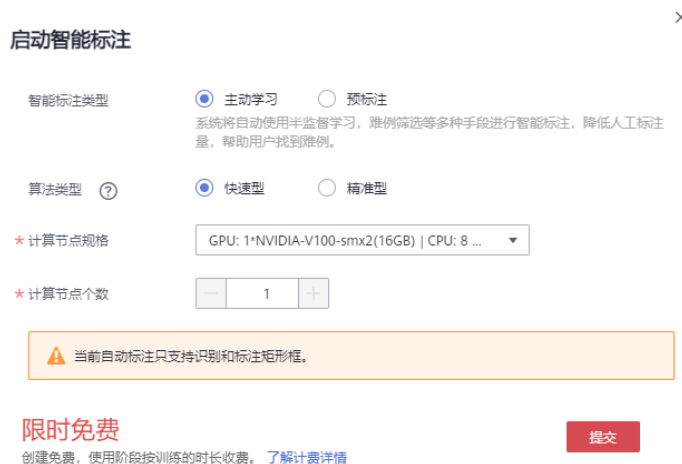 启动智能标注
智能标注类型 主动学习 预标注
系统将自动使用半监督学习，难例筛选等多种手段进行智能标注，降低人工标注
量，帮助用户找到难例。
算法类型 ? 快速型 精准型
* 计算节点规格 GPU: 1*NVIDIA-V100-smx2(16GB) | CPU: 8 ...
* 计算节点个数 — 1 +
当前自动标注只支持识别和标注矩形框。
限时免费
创建免费，使用阶段按训练的时长收费。 了解计费详情
提交